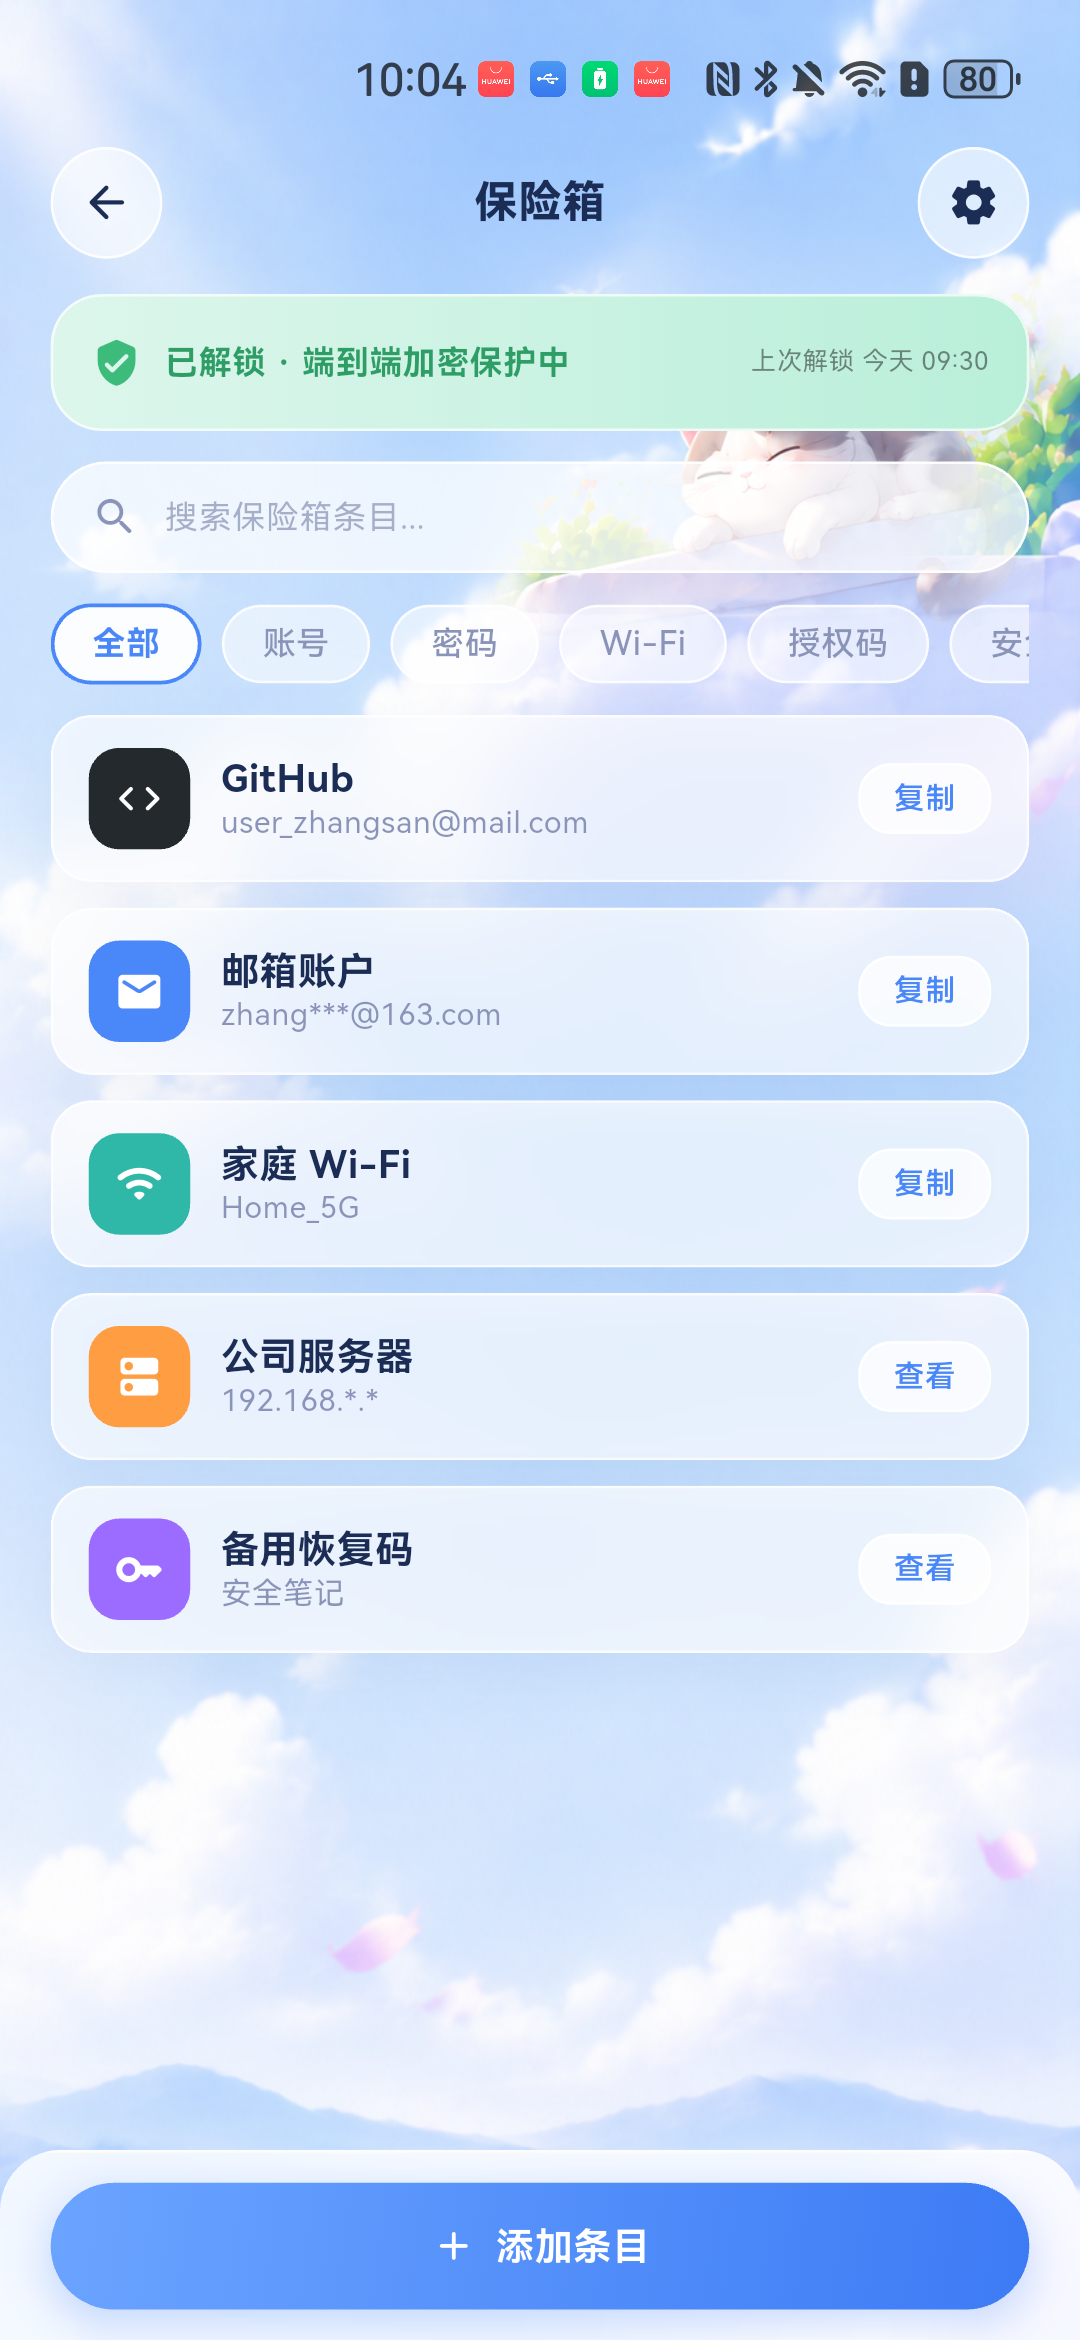 10:04 HUAWEI HUAWEI 80
保险箱
已解锁 · 端到端加密保护中 上次解锁 今天 09:30
搜索保险箱条目...
全部 账号 密码 Wi-Fi 授权码 安
GitHub
user_zhangsan@mail.com
复制
邮箱账户
zhang***@163.com
复制
家庭 Wi-Fi
Home_5G
复制
公司服务器
192.168.*.*
查看
备用恢复码
安全笔记
查看
+ 添加条目